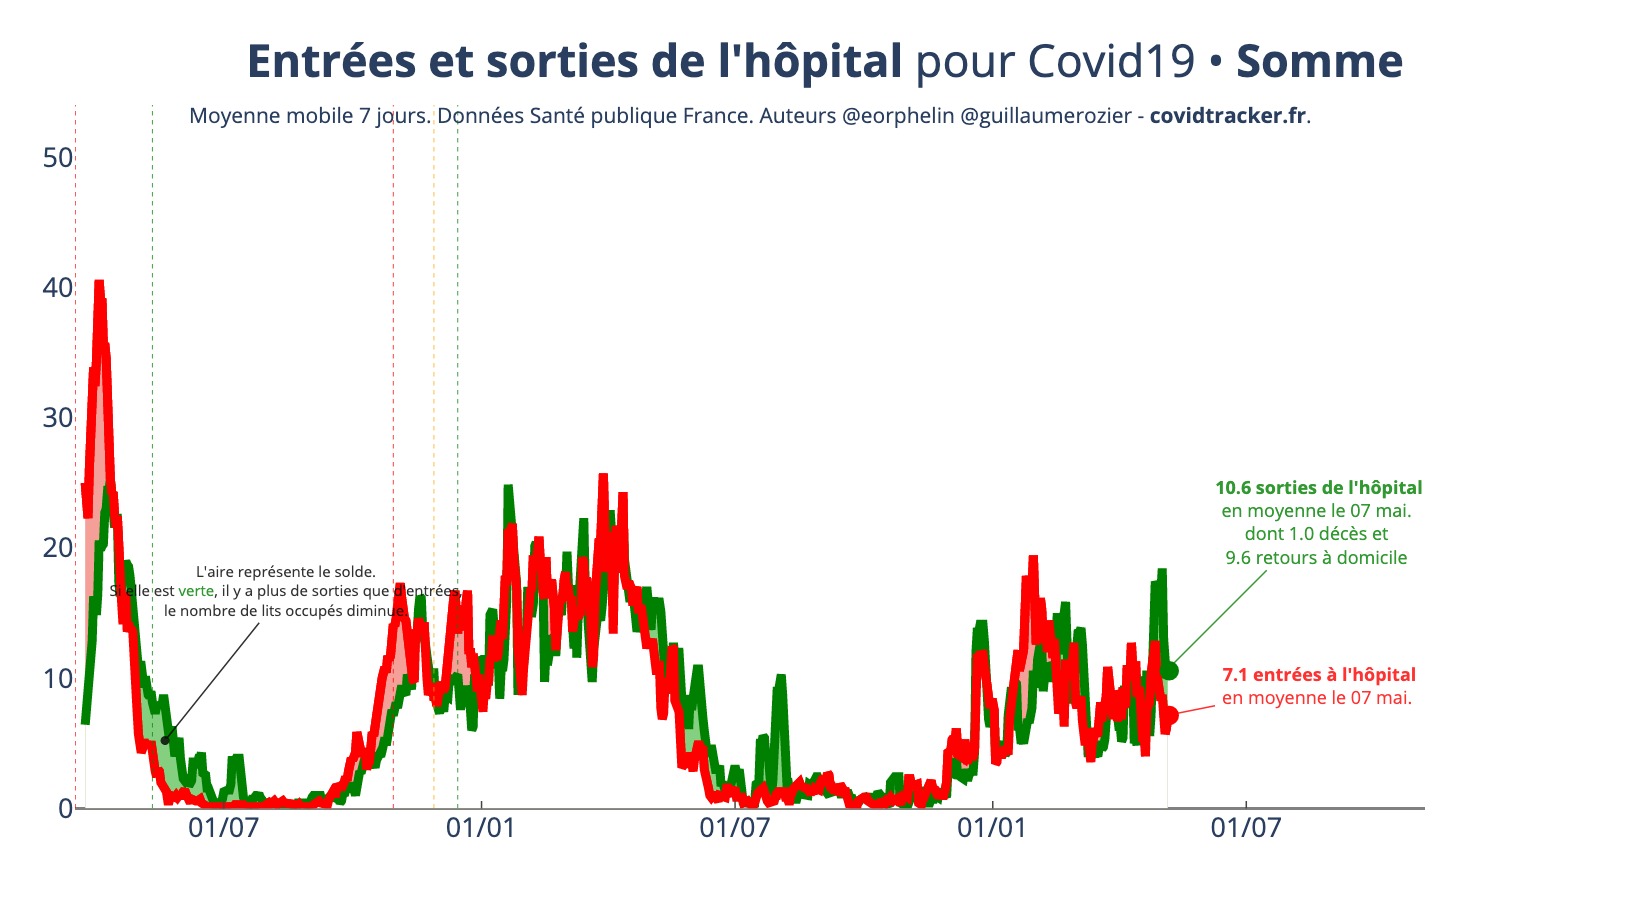 Entrées et sorties de l'hôpital pour Covid19 • Somme
Moyenne mobile 7 jours. Données Santé publique France. Auteurs @eorphelin @guillaumerozier - covidtracker.fr.
50
40
30
20
10
0
L'aire représente le solde.
Si elle est verte, il y a plus de sorties que d'entrées,
le nombre de lits occupés diminue.
10.6 sorties de l'hôpital
en moyenne le 07 mai.
dont 1.0 décès et
9.6 retours à domicile
7.1 entrées à l'hôpital
en moyenne le 07 mai.
01/07
01/01
01/07
01/01
01/07